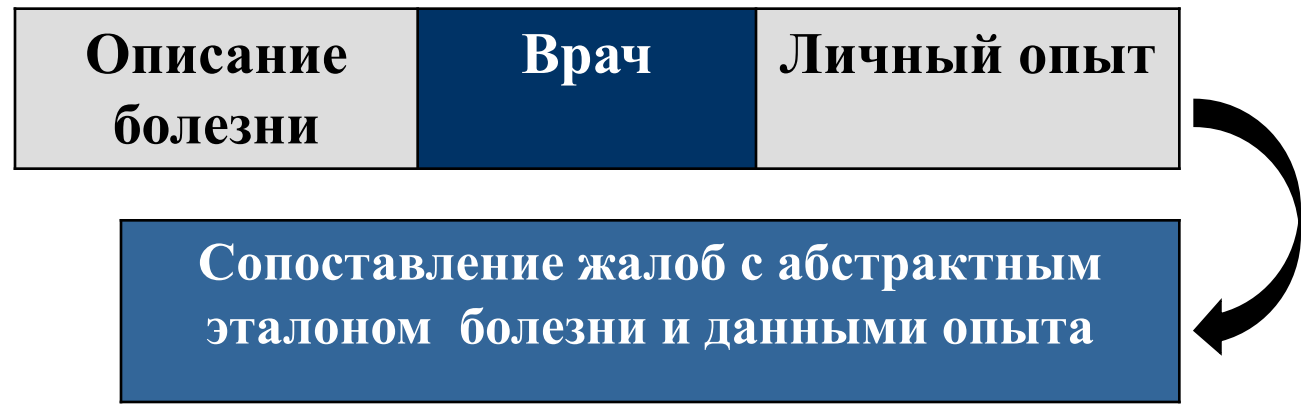 Описание
болезни
Врач
Личный опыт
Сопоставление жалоб с абстрактным
эталоном болезни и данными опыта